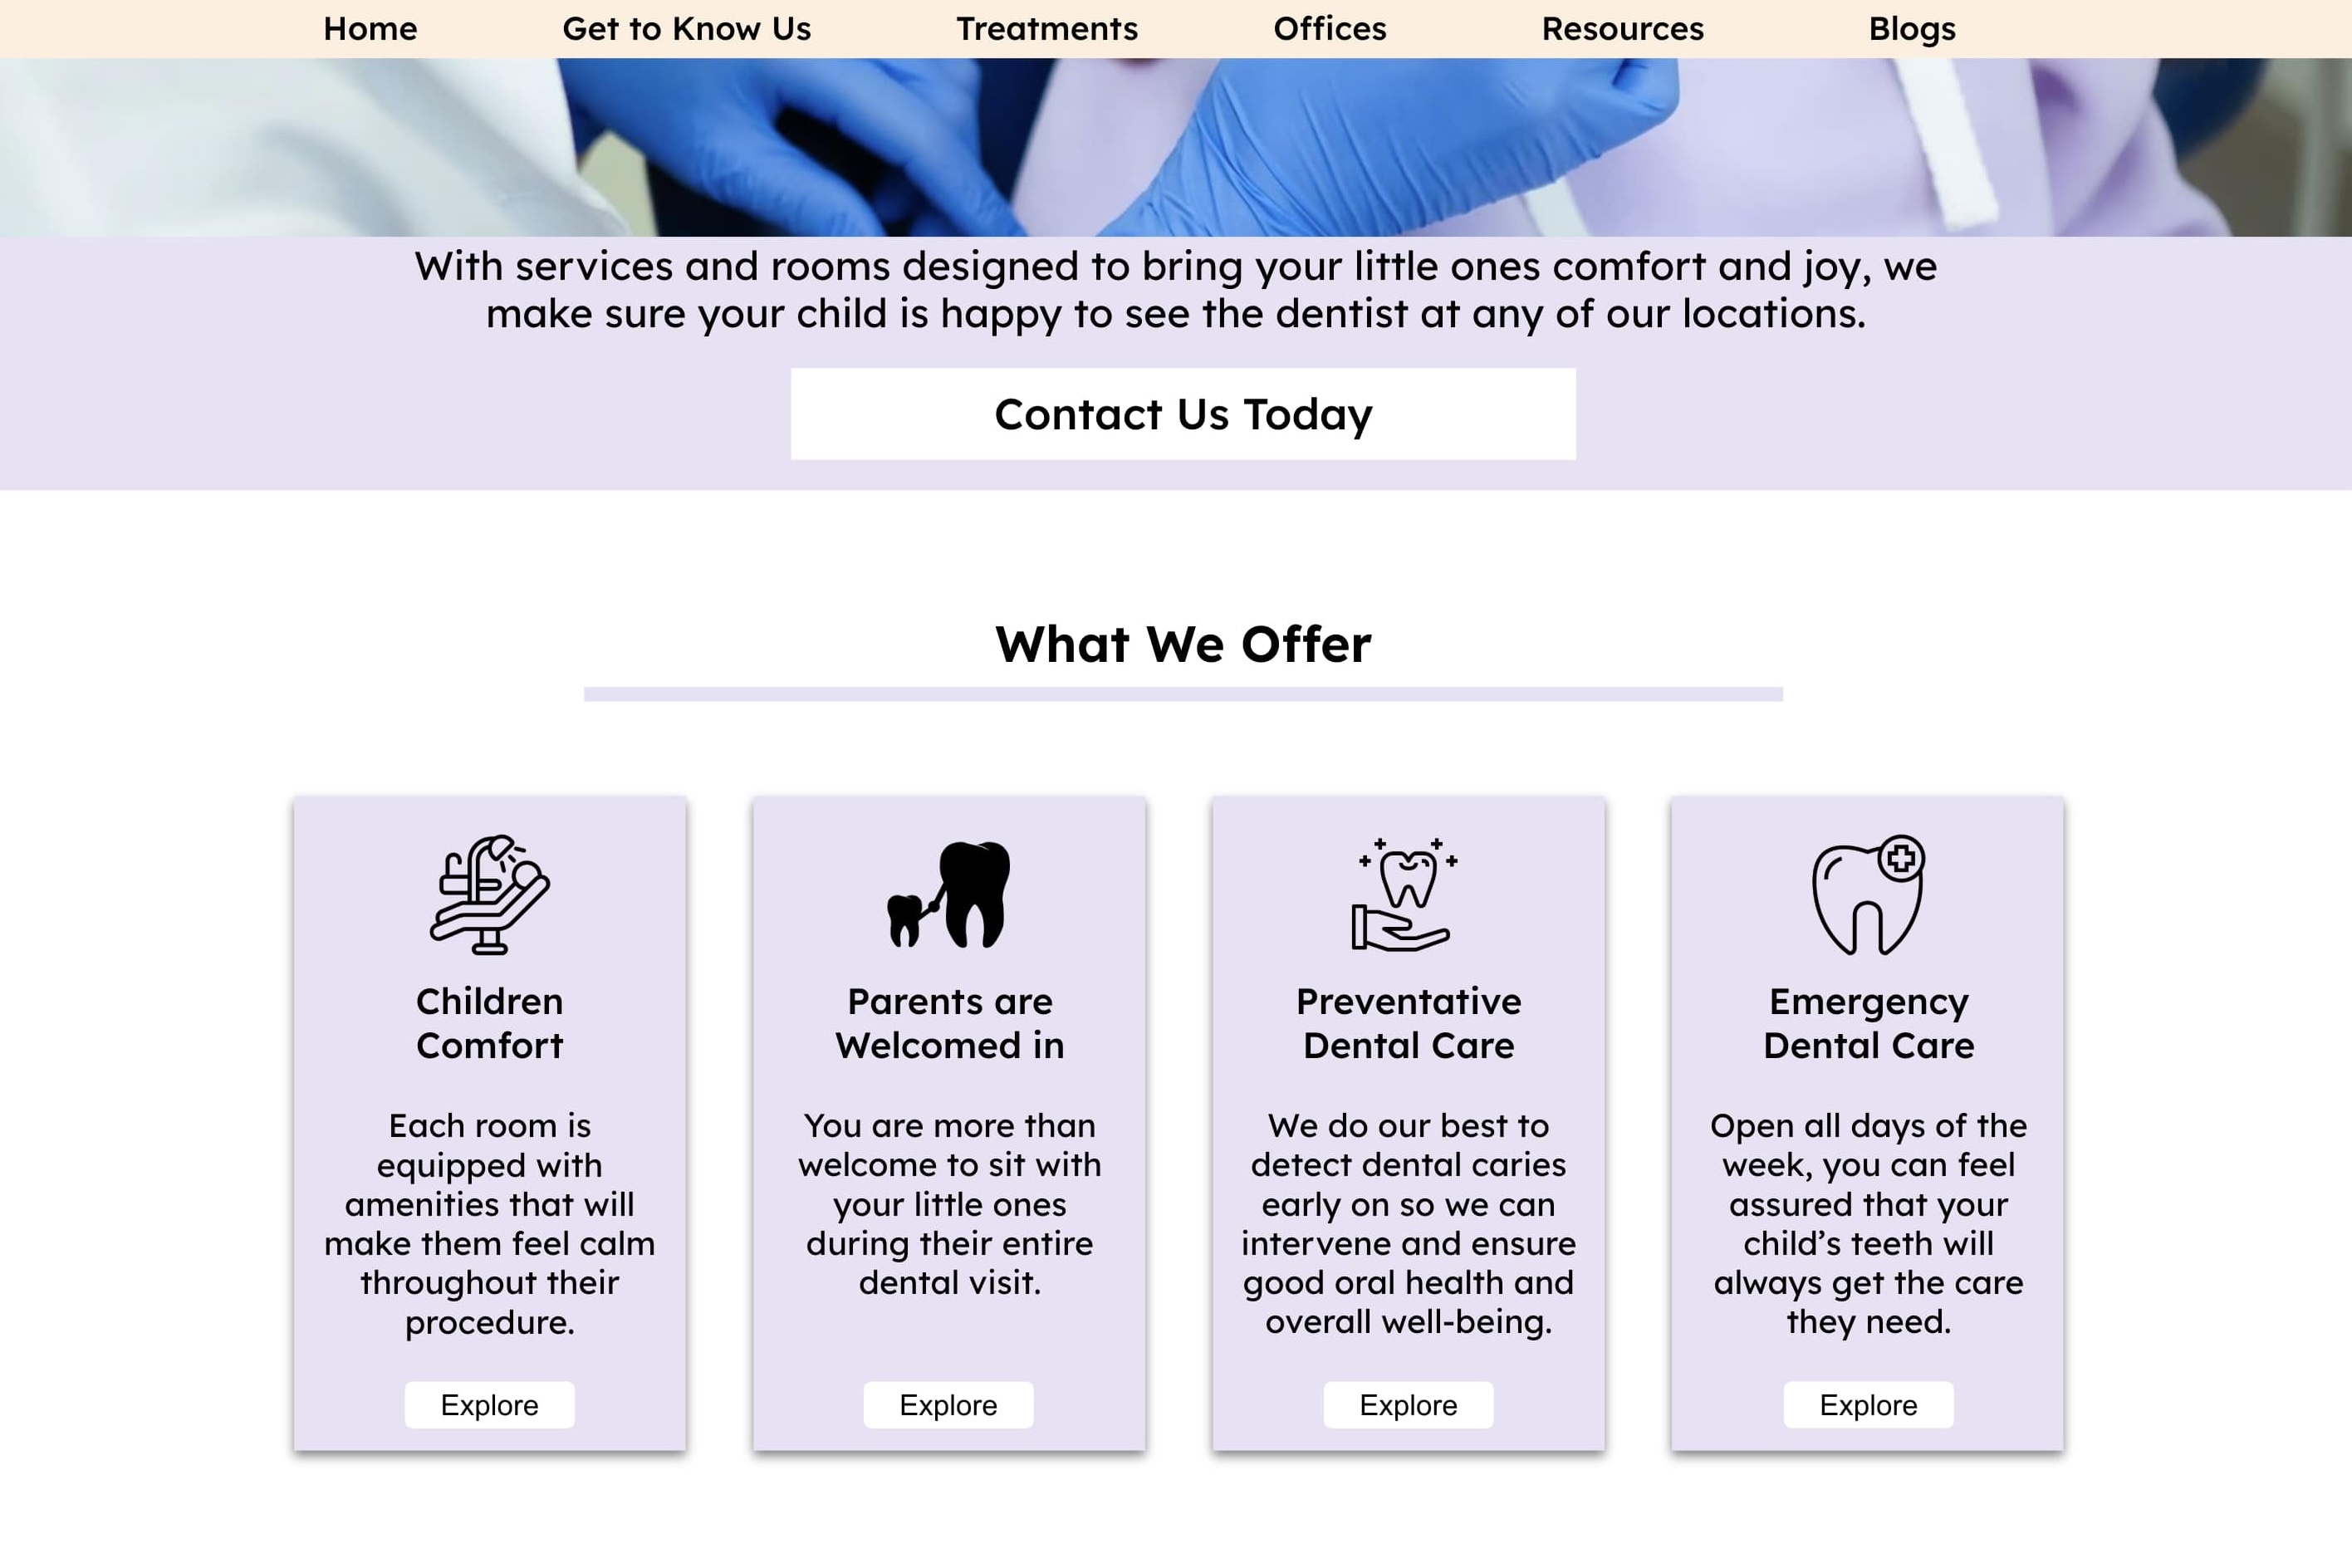 Home Get to Know Us Treatments Offices Resources Blogs
With services and rooms designed to bring your little ones comfort and joy, we
make sure your child is happy to see the dentist at any of our locations.
Contact Us Today
What We Offer
Children
Comfort
Each room is
equipped with
amenities that will
make them feel calm
throughout their
procedure.
Explore
Parents are
Welcomed in
You are more than
welcome to sit with
your little ones
during their entire
dental visit.
Explore
Preventative
Dental Care
We do our best to
detect dental caries
early on so we can
intervene and ensure
good oral health and
overall well-being.
Explore
Emergency
Dental Care
Open all days of the
week, you can feel
assured that your
child’s teeth will
always get the care
they need.
Explore